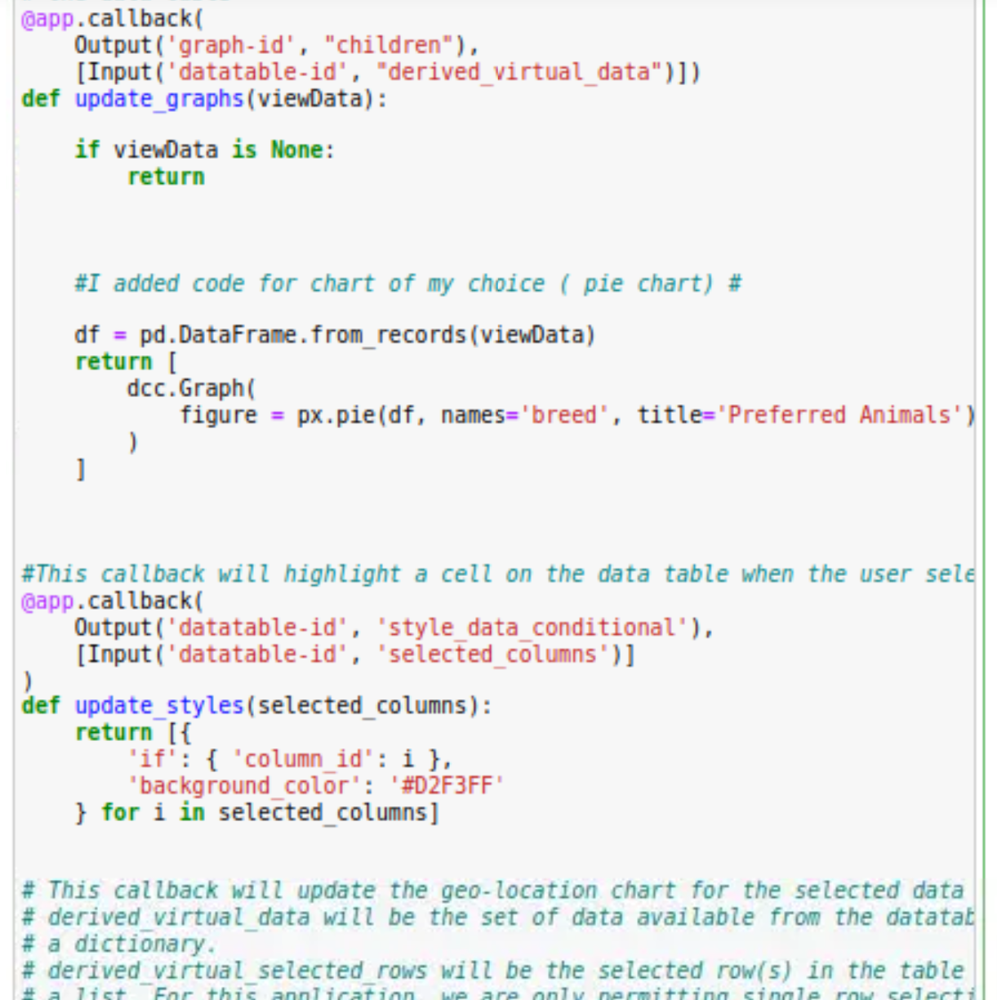 @app.callback(
    Output('graph-id', "children"),
    [Input('datatable-id', "derived_virtual_data")])
def update_graphs(viewData):
    if viewData is None:
        return
    #I added code for chart of my choice ( pie chart) #
    df = pd.DataFrame.from_records(viewData)
    return [
        dcc.Graph(
            figure = px.pie(df, names='breed', title='Preferred Animals')
        )
    ]
#This callback will highlight a cell on the data table when the user sele
@app.callback(
    Output('datatable-id', 'style_data_conditional'),
    [Input('datatable-id', 'selected_columns')]
)
def update_styles(selected_columns):
    return [{
        'if': { 'column_id': i },
        'background_color': '#D2F3FF'
    } for i in selected_columns]
# This callback will update the geo-location chart for the selected data
# derived_virtual_data will be the set of data available from the datatab
# a dictionary.
# derived_virtual_selected_rows will be the selected row(s) in the table
# a list. For this application, we are only permitting single row selecti